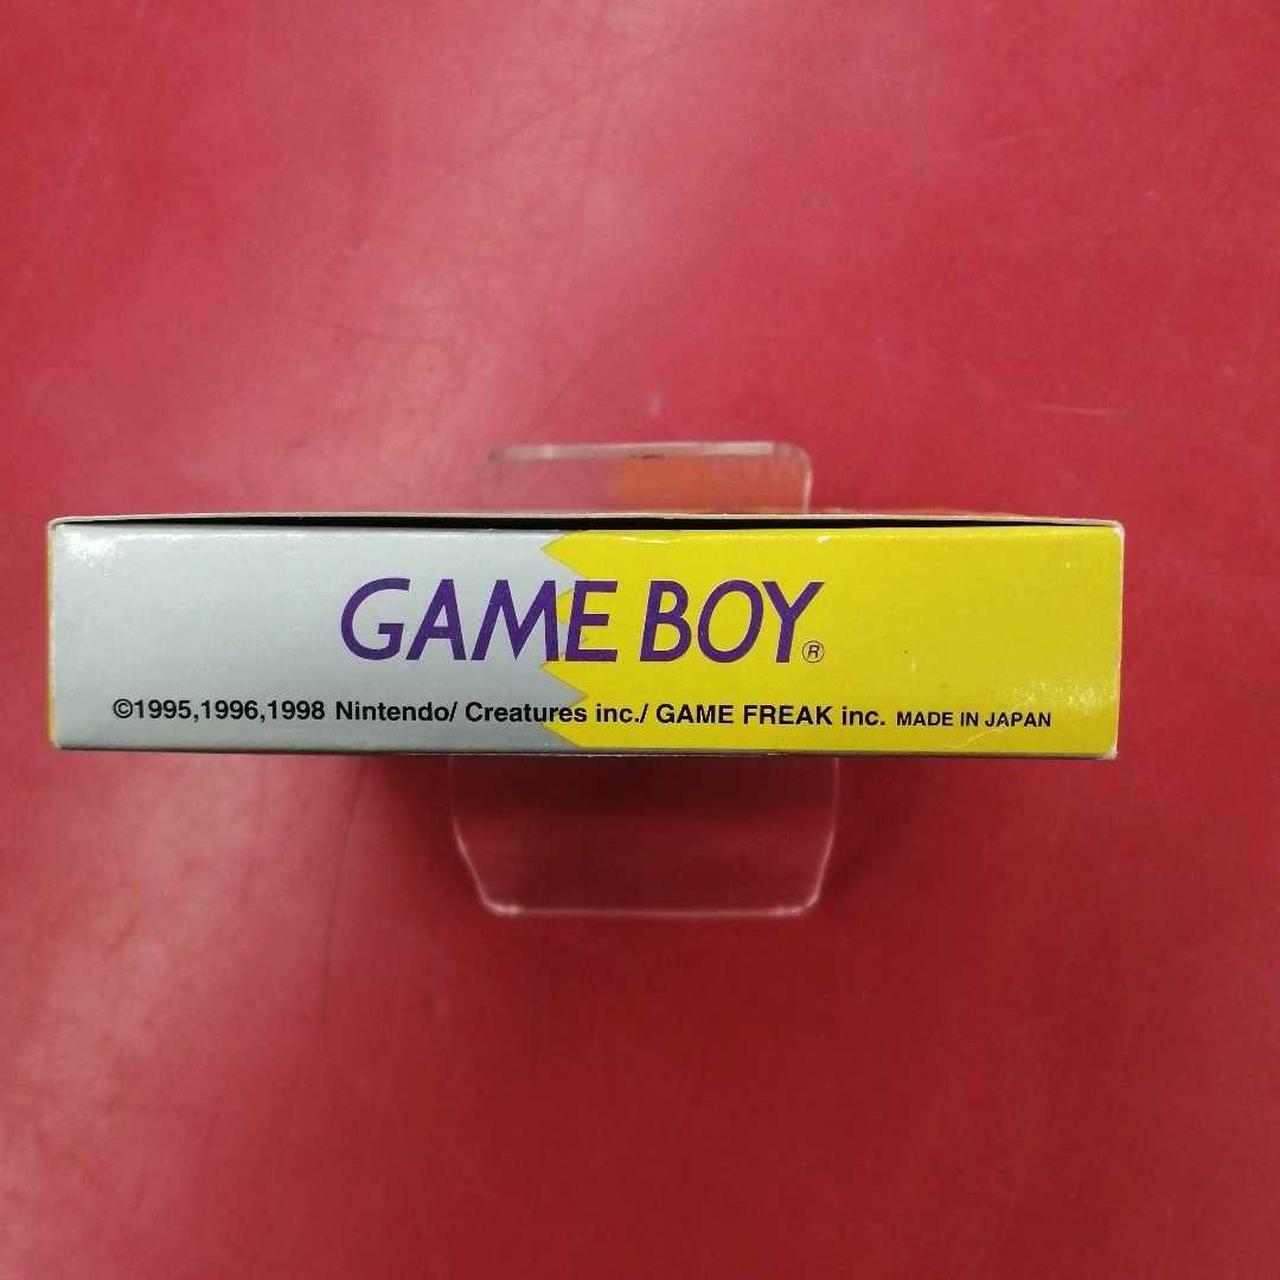 GAME BOY®
©1995,1996,1998 Nintendo/ Creatures inc./ GAME FREAK inc. MADE IN JAPAN